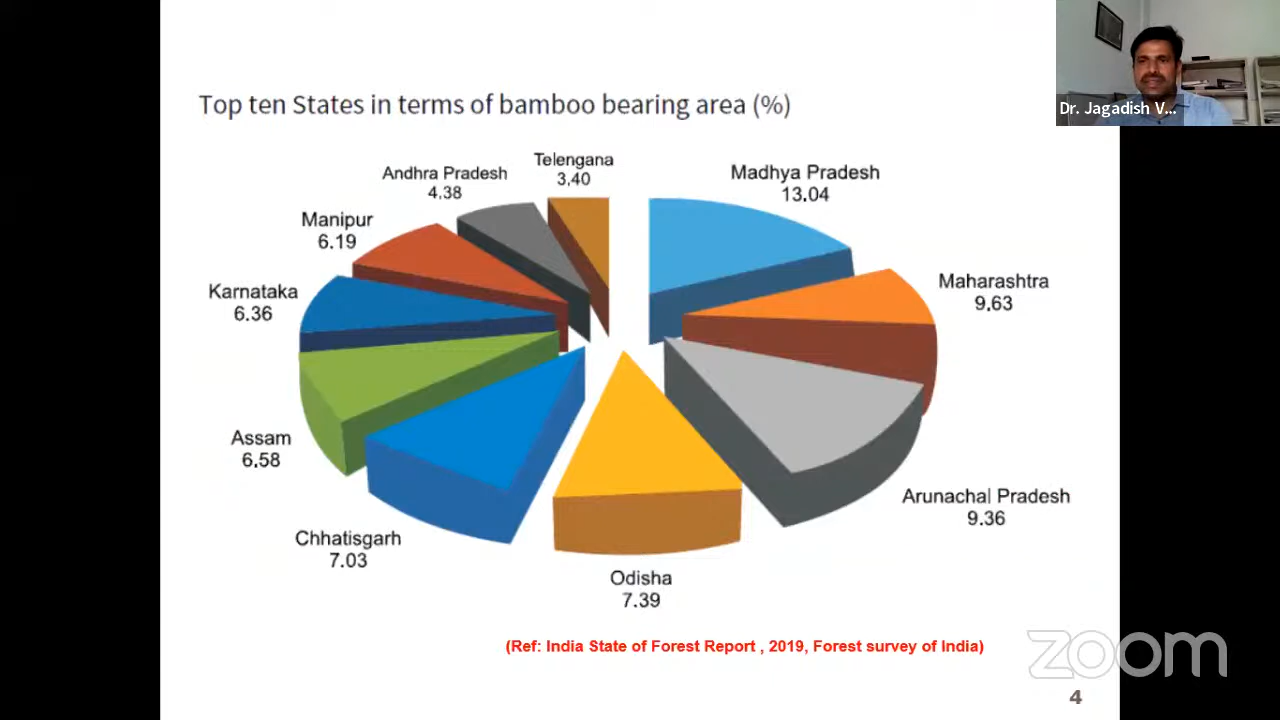 Dr. Jagadish V...
Top ten States in terms of bamboo bearing area (%)
Telengana
3.40
Madhya Pradesh
13.04
Andhra Pradesh
4.38
Manipur
6.19
Maharashtra
9.63
Karnataka
6.36
Assam
6.58
Arunachal Pradesh
9.36
Chhatisgarh
7.03
Odisha
7.39
(Ref: India State of Forest Report , 2019, Forest survey of India)
zoom
4